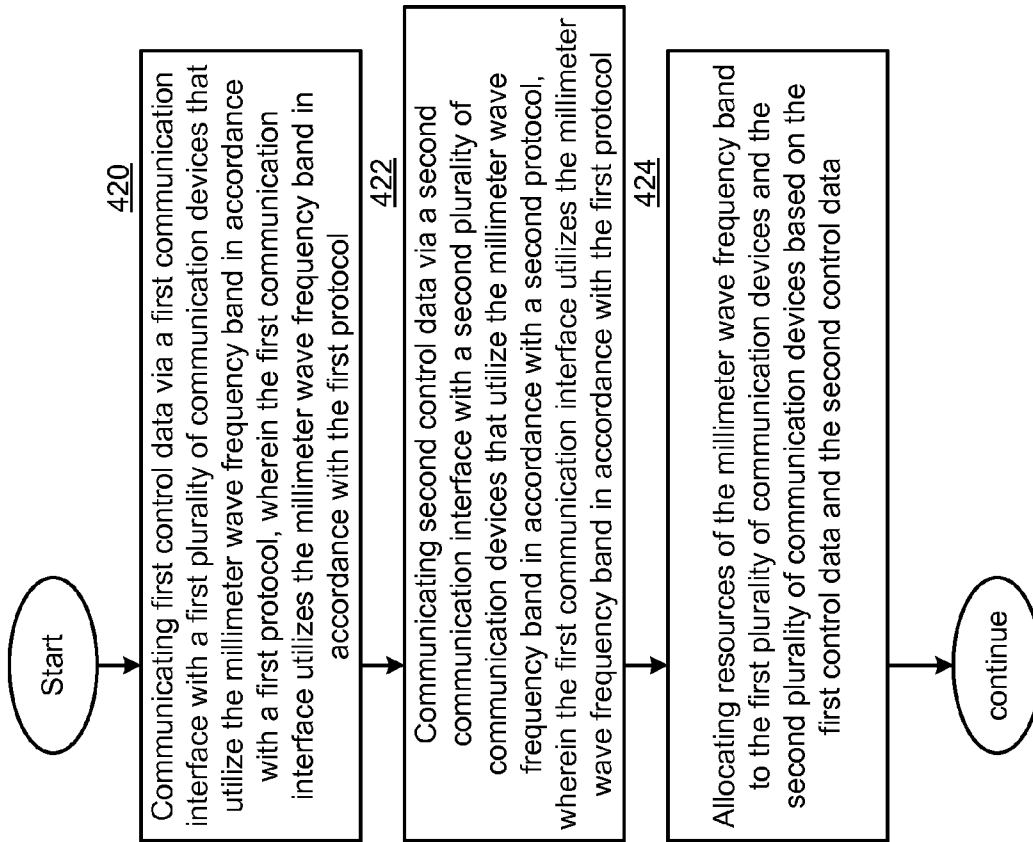 Start
420
Communicating first control data via a first communication
interface with a first plurality of communication devices that
utilize the millimeter wave frequency band in accordance
with a first protocol, wherein the first communication
interface utilizes the millimeter wave frequency band in
accordance with the first protocol
422
Communicating second control data via a second
communication interface with a second plurality of
communication devices that utilize the millimeter wave
frequency band in accordance with a second protocol,
wherein the first communication interface utilizes the millimeter
wave frequency band in accordance with the first protocol
424
Allocating resources of the millimeter wave frequency band
to the first plurality of communication devices and the
second plurality of communication devices based on the
first control data and the second control data
continue